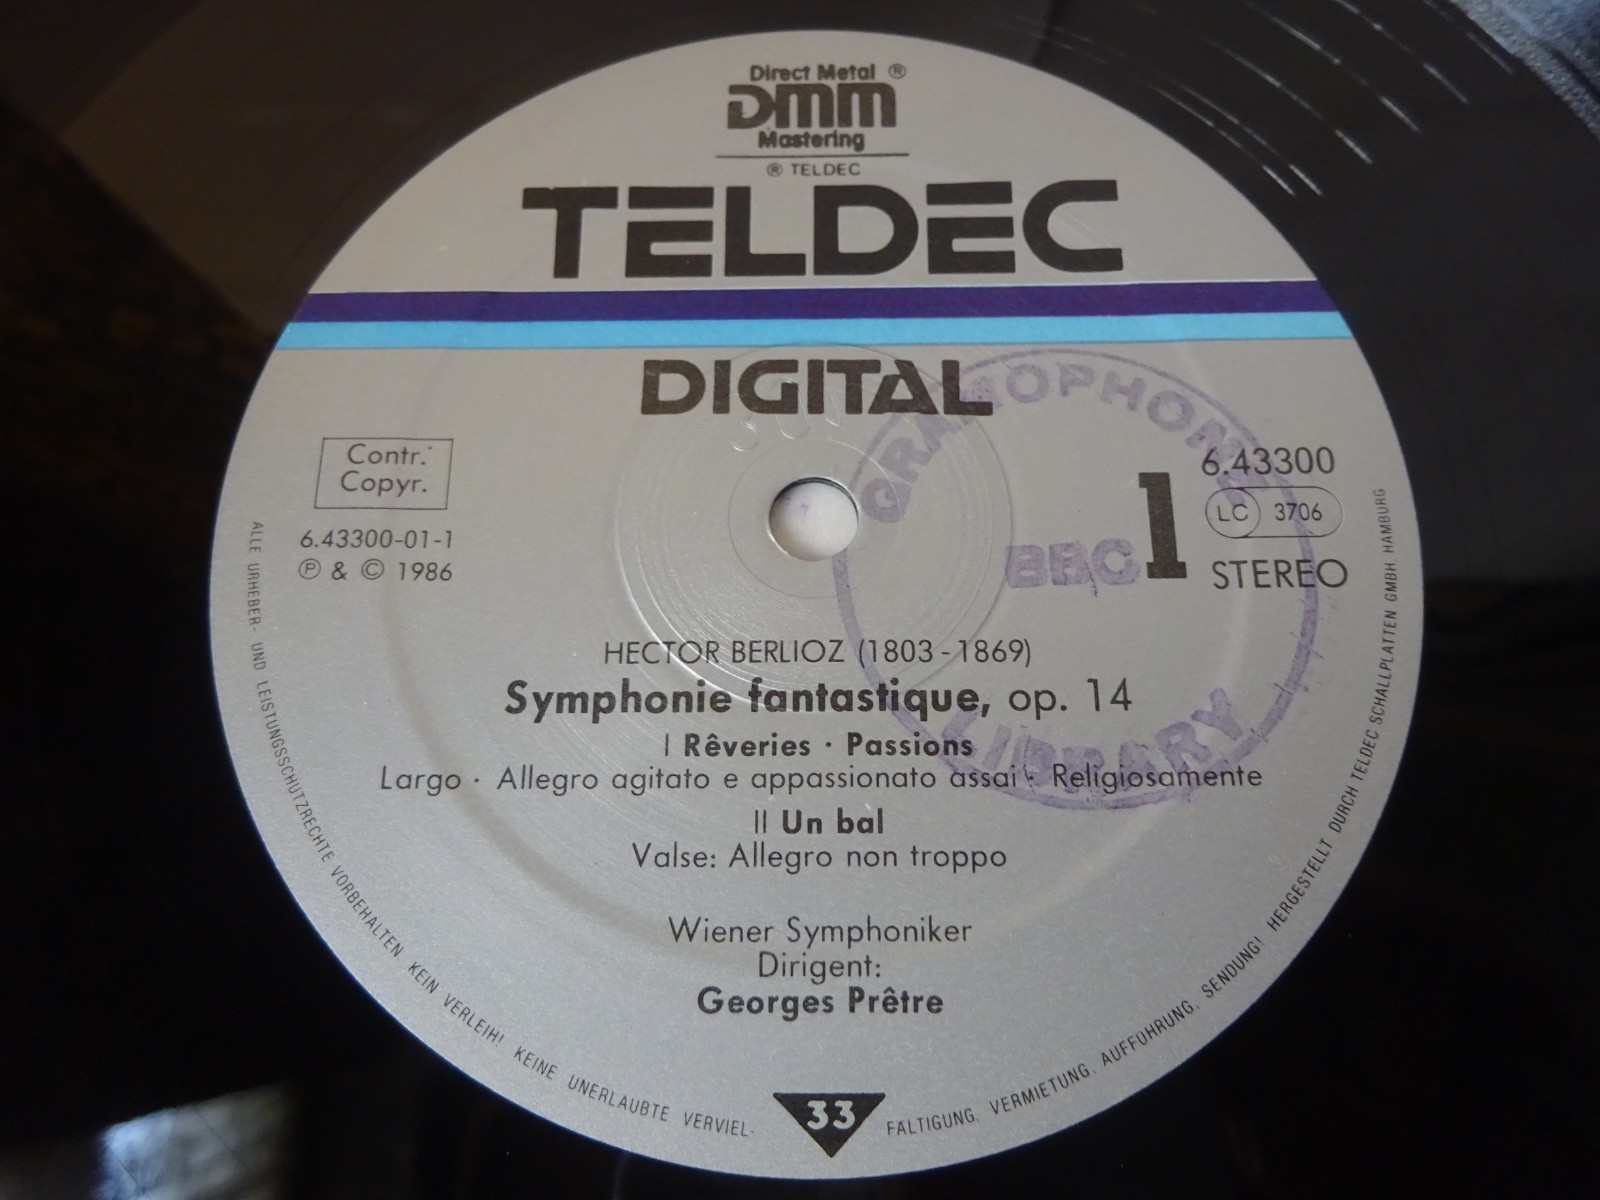 Direct Metal ®
DMM
Mastering
® TELDEC
TELDEC
DIGITAL
Contr.
Copyr.
6.43300-01-1
℗ & © 1986
GRAMOPHONE
BBC
LIBRARY
1
6.43300
LC 3706
STEREO
HECTOR BERLIOZ (1803-1869)
Symphonie fantastique, op. 14
I Rêveries · Passions
Largo · Allegro agitato e appassionato assai · Religiosamente
II Un bal
Valse: Allegro non troppo
Wiener Symphoniker
Dirigent:
Georges Prêtre
33
ALLE URHEBER- UND LEISTUNGSSCHUTZRECHTE VORBEHALTEN KEIN VERLEIH! KEINE UNERLAUBTE VERVIEL-FÄLTIGUNG, VERMIETUNG, AUFFÜHRUNG, SENDUNG! HERGESTELLT DURCH TELDEC SCHALLPLATTEN GMBH HAMBURG